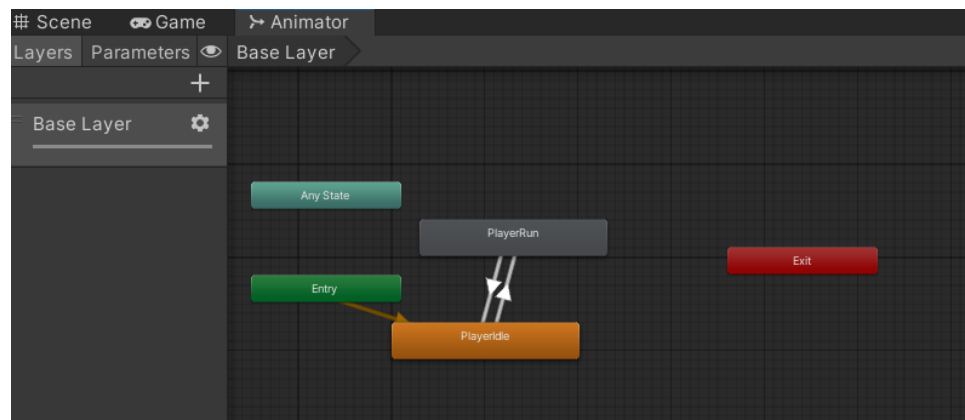 Scene Game Animator
Layers Parameters Base Layer
Base Layer
Any State
PlayerRun
Exit
Entry
PlayerIdle